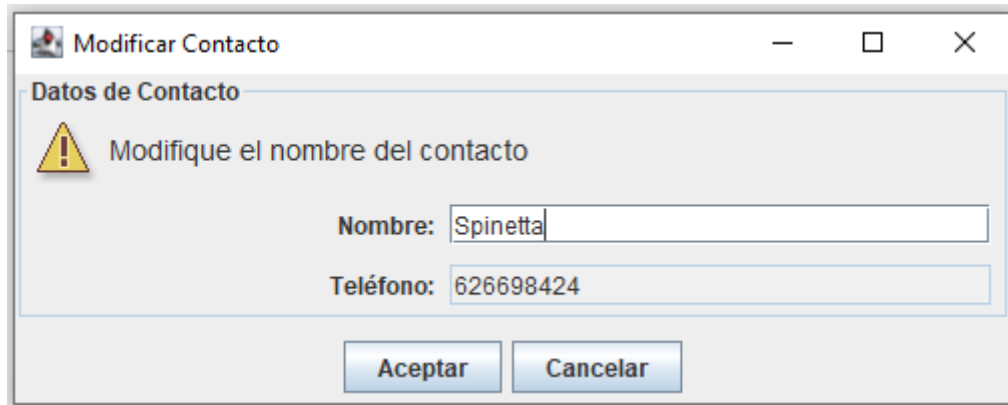 Modificar Contacto
Datos de Contacto
Modifique el nombre del contacto
Nombre: Spinetta
Teléfono: 626698424
Aceptar Cancelar